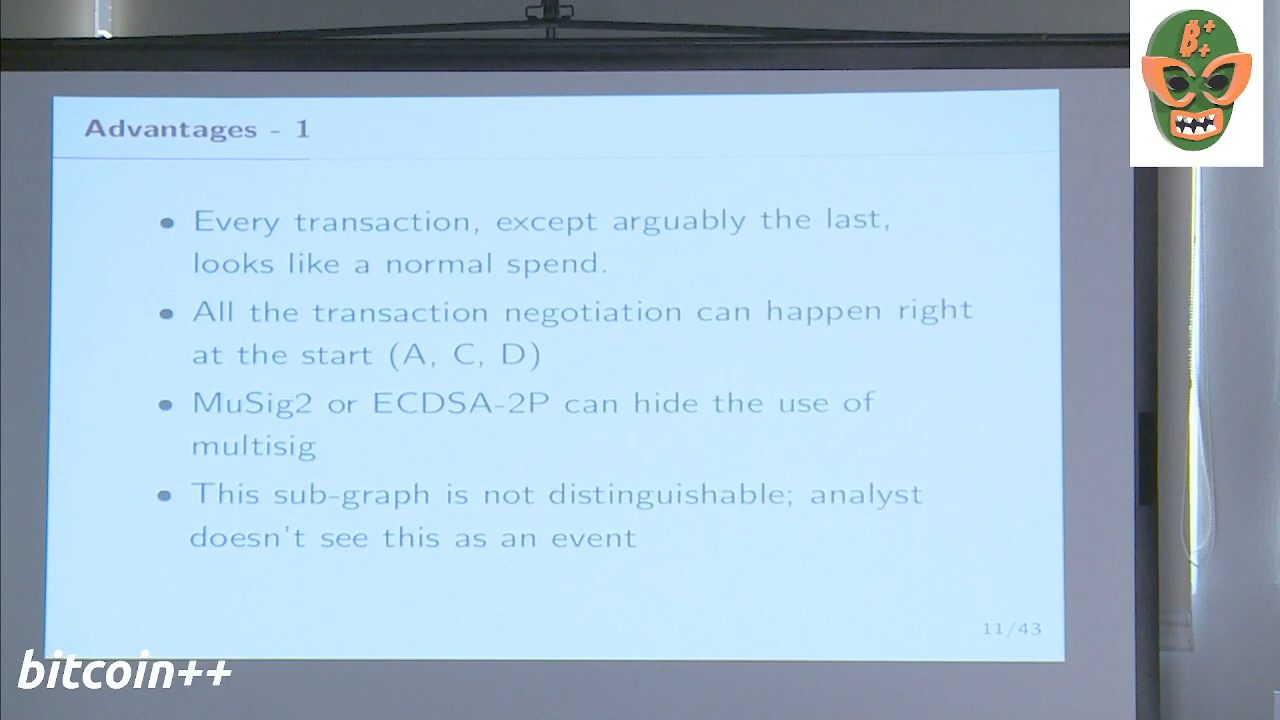 B++
Advantages - 1
• Every transaction, except arguably the last,
looks like a normal spend.
• All the transaction negotiation can happen right
at the start (A, C, D)
• MuSig2 or ECDSA-2P can hide the use of
multisig
• This sub-graph is not distinguishable; analyst
doesn't see this as an event
11/43
bitcoin++